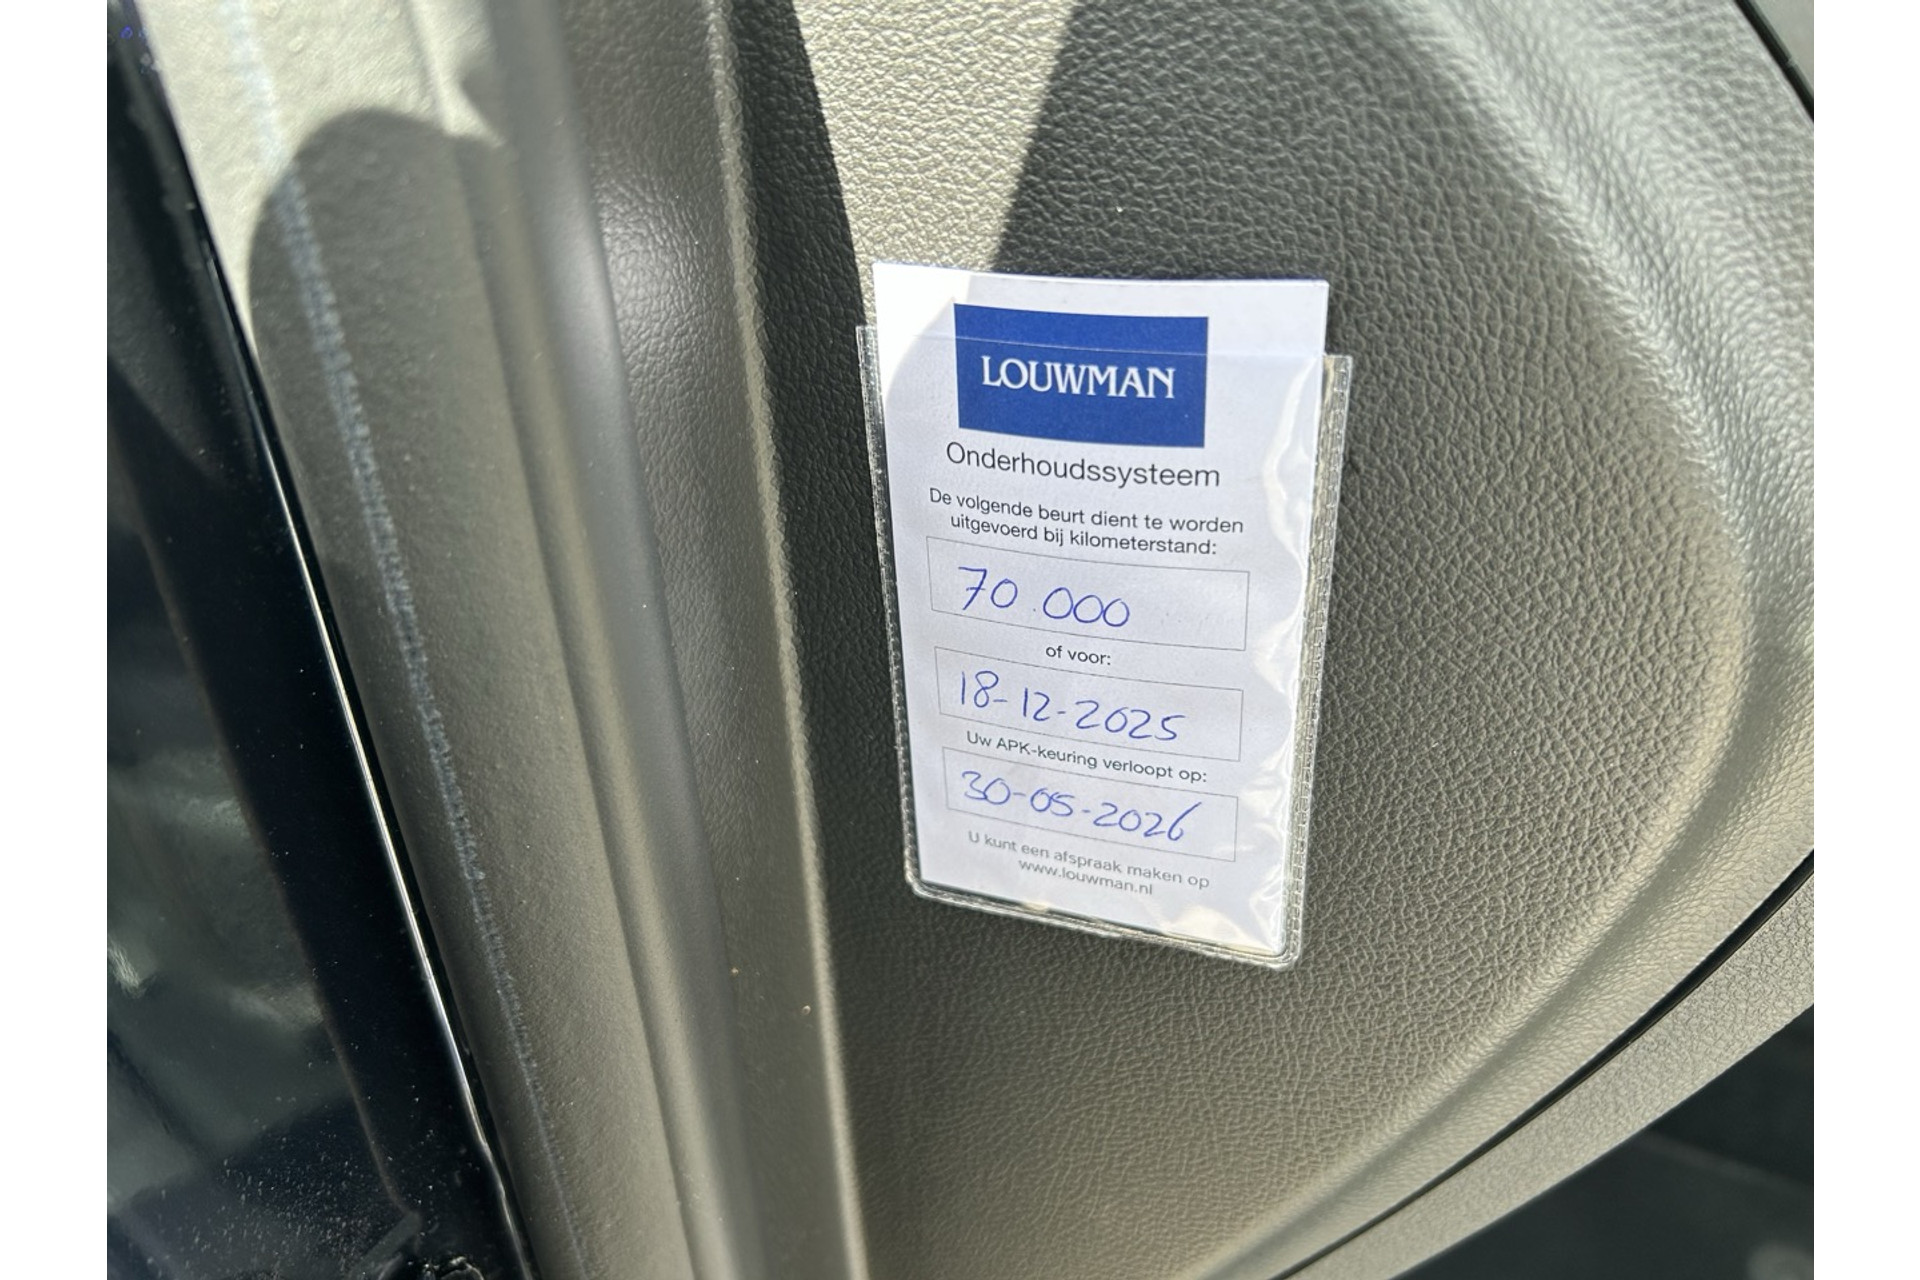 LOUWMAN
Onderhoudssysteem
De volgende beurt dient te worden
uitgevoerd bij kilometerstand:
70.000
of voor:
18-12-2025
Uw APK-keuring verloopt op:
30-05-2026
U kunt een afspraak maken op
www.louwman.nl